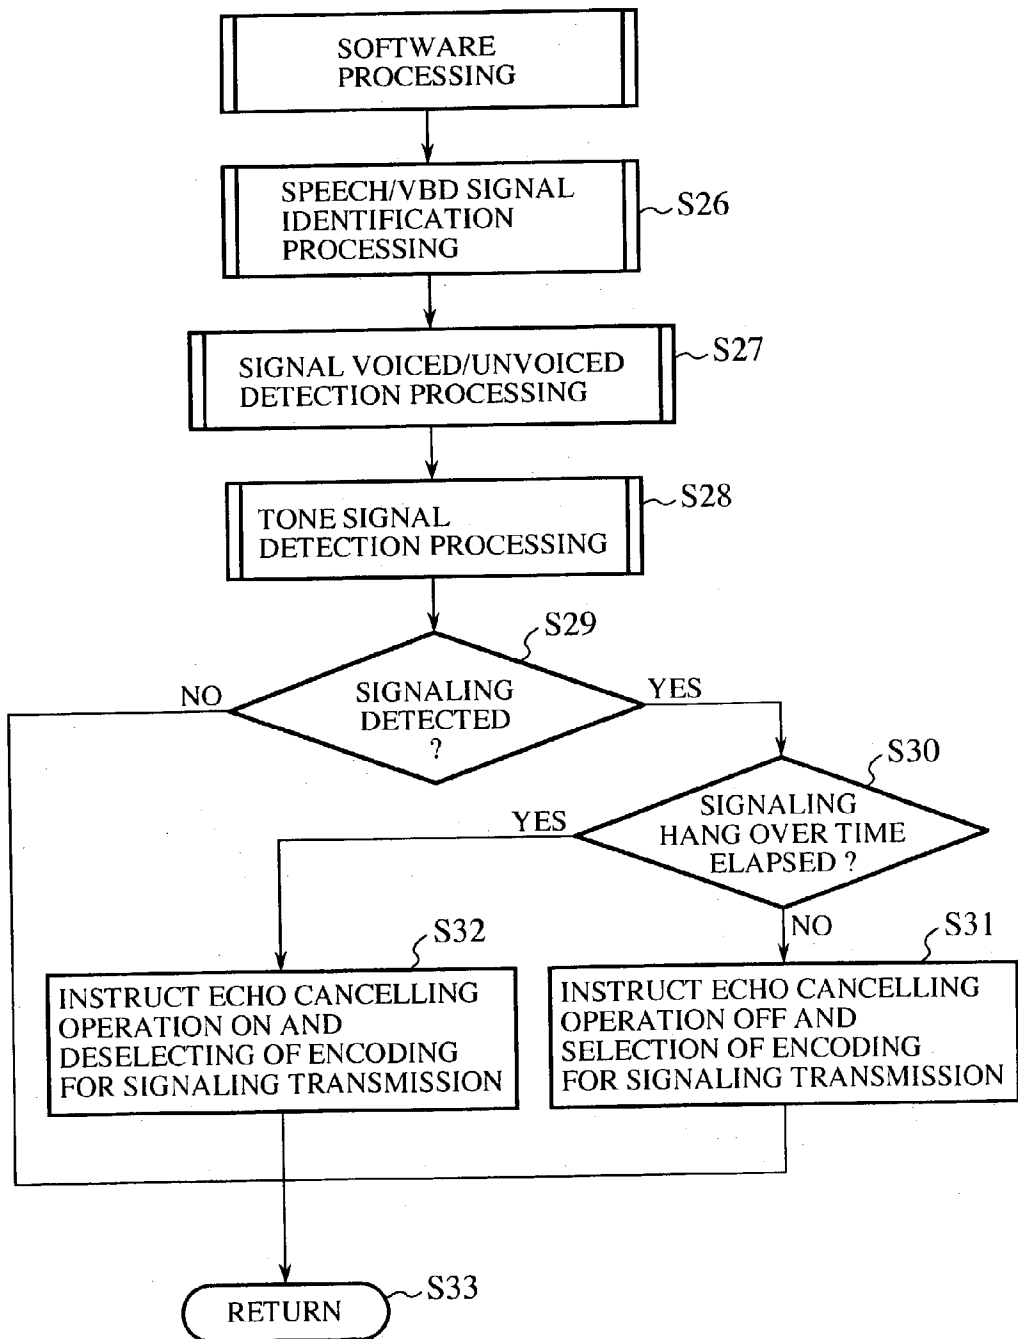 SOFTWARE
PROCESSING
SPEECH/VBD SIGNAL
IDENTIFICATION
PROCESSING
S26
SIGNAL VOICED/UNVOICED
DETECTION PROCESSING
S27
TONE SIGNAL
DETECTION PROCESSING
S28
S29
NO
SIGNALING
DETECTED
?
YES
S30
YES
SIGNALING
HANG OVER TIME
ELAPSED ?
NO
S32
INSTRUCT ECHO CANCELLING
OPERATION ON AND
DESELECTING OF ENCODING
FOR SIGNALING TRANSMISSION
S31
INSTRUCT ECHO CANCELLING
OPERATION OFF AND
SELECTION OF ENCODING
FOR SIGNALING TRANSMISSION
RETURN
S33